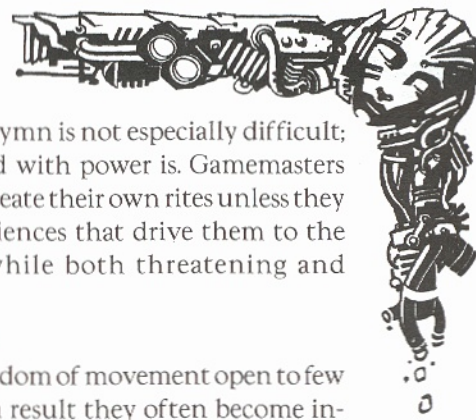 ymn is not especially difficult;
d with power is. Gamemasters
eate their own rites unless they
iences that drive them to the
while both threatening and
dom of movement open to few
result they often become in-